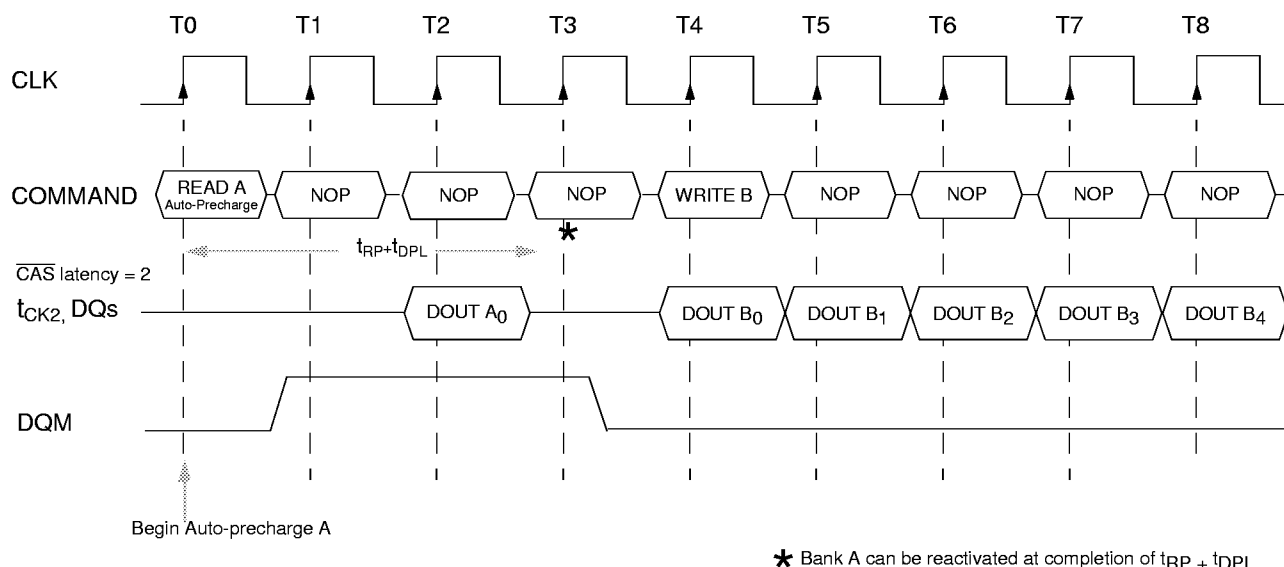 T0 T1 T2 T3 T4 T5 T6 T7 T8
CLK
COMMAND READ A Auto-Precharge NOP NOP NOP WRITE B NOP NOP NOP NOP
*
tRP+tDPL
CAS latency = 2
tCK2, DQs DOUT A0 DOUT B0 DOUT B1 DOUT B2 DOUT B3 DOUT B4
DQM
Begin Auto-precharge A
* Bank A can be reactivated at completion of tRP + tDPL